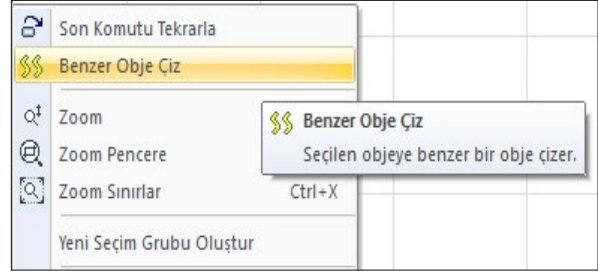 Son Komutu Tekrarla
Benzer Obje Çiz
Zoom
Benzer Obje Çiz
Zoom Pencere
Seçilen objeye benzer bir obje çizer.
Zoom Sınırlar Ctrl+X
Yeni Seçim Grubu Oluştur